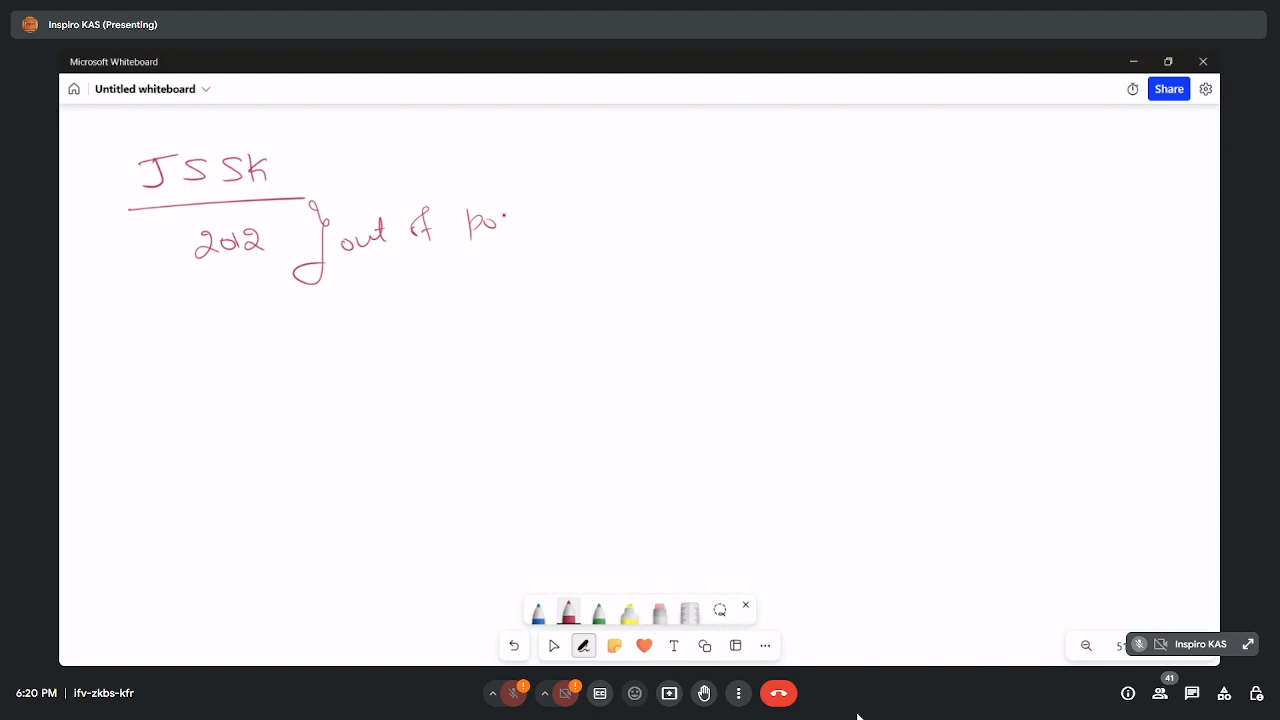 Inspiro KAS (Presenting)
Microsoft Whiteboard
Untitled whiteboard
Share
JSSK
2012
out of po
Inspiro KAS
41
6:20 PM | ifv-zkbs-kfr